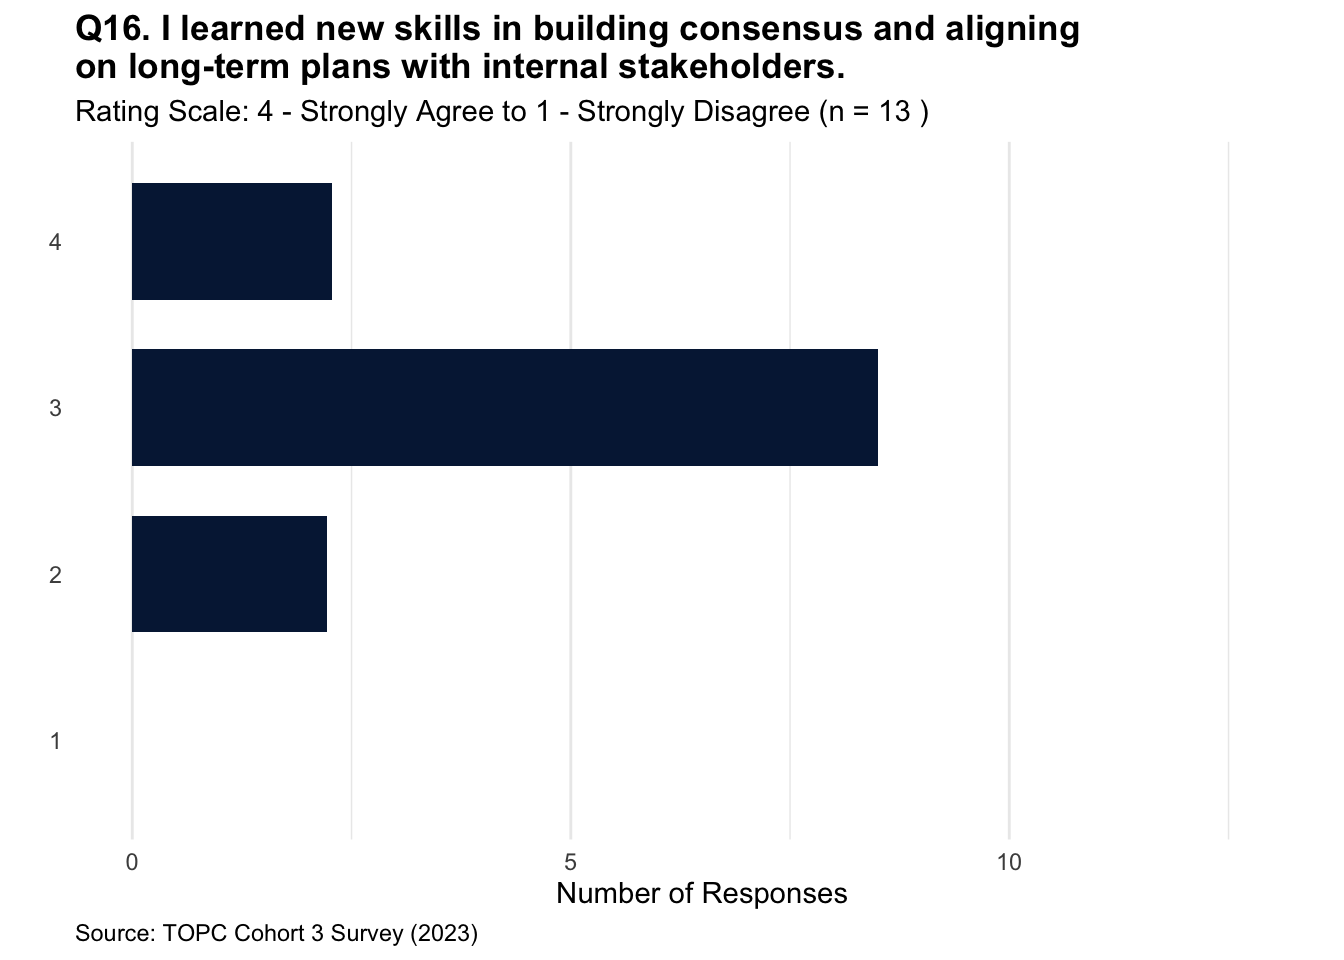 Q16. I learned new skills in building consensus and aligning
on long-term plans with internal stakeholders.
Rating Scale: 4 - Strongly Agree to 1 - Strongly Disagree (n = 13 )
4
3
2
1
0
5
10
Number of Responses
Source: TOPC Cohort 3 Survey (2023)